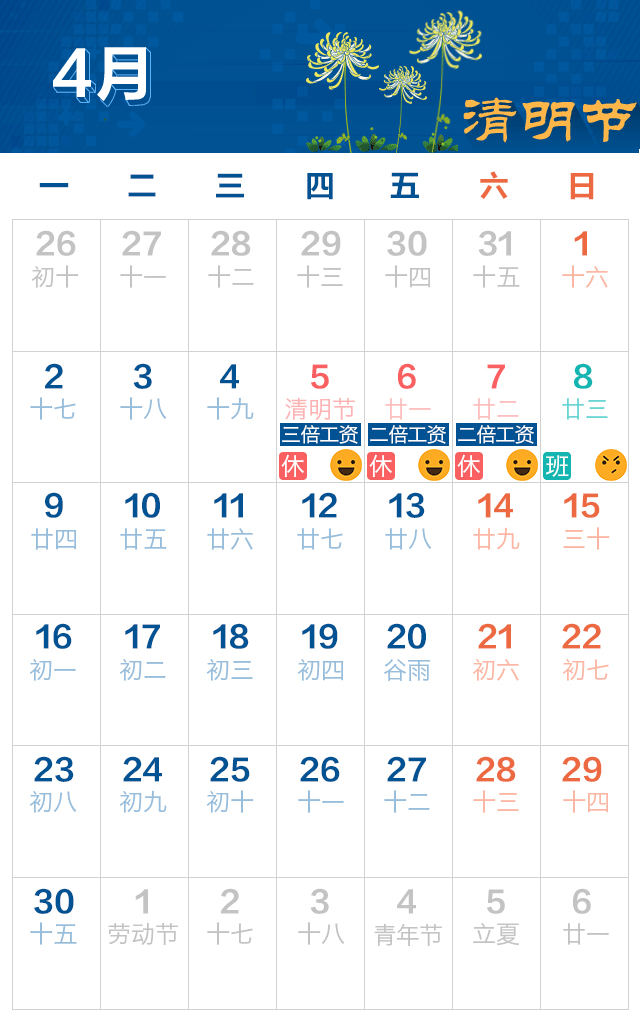 4月
清明节
一 二 三 四 五 六 日
26 27 28 29 30 31 1
初十 十一 十二 十三 十四 十五 十六
2 3 4 5 6 7 8
十七 十八 十九 清明节 廿一 廿二 廿三
三倍工资 二倍工资 二倍工资
休 休 休 班
9 10 11 12 13 14 15
廿四 廿五 廿六 廿七 廿八 廿九 三十
16 17 18 19 20 21 22
初一 初二 初三 初四 谷雨 初六 初七
23 24 25 26 27 28 29
初八 初九 初十 十一 十二 十三 十四
30 1 2 3 4 5 6
十五 劳动节 十七 十八 青年节 立夏 廿一